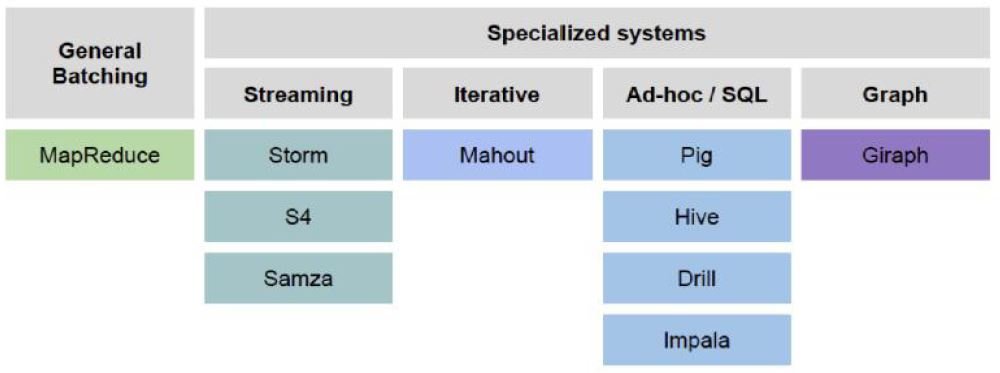 General
Batching
Specialized systems
Streaming
Iterative
Ad-hoc / SQL
Graph
MapReduce
Storm
Mahout
Pig
Giraph
S4
Hive
Samza
Drill
Impala